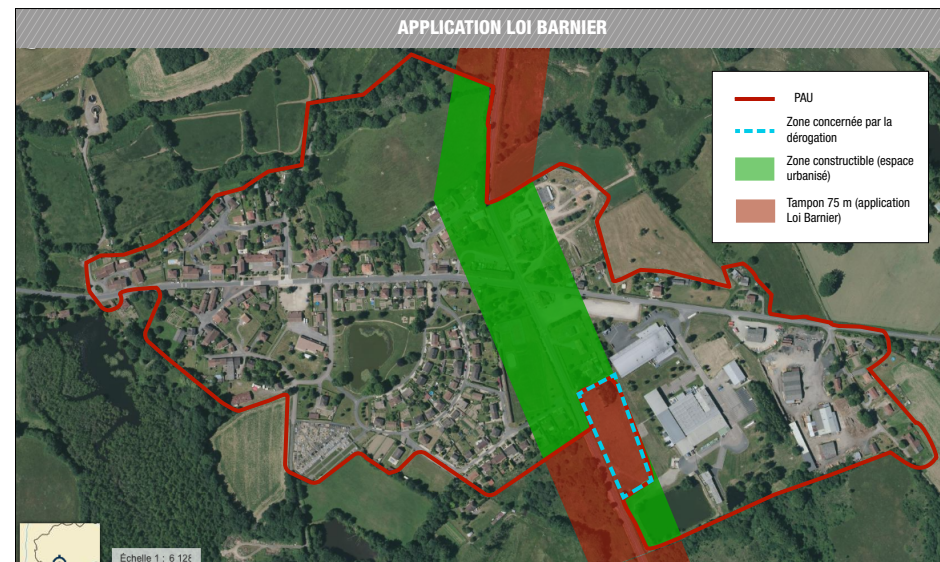 APPLICATION LOI BARNIER
PAU
Zone concernée par la
dérogation
Zone constructible (espace
urbanisé)
Tampon 75 m (application
Loi Barnier)
Échelle 1 : 6 128